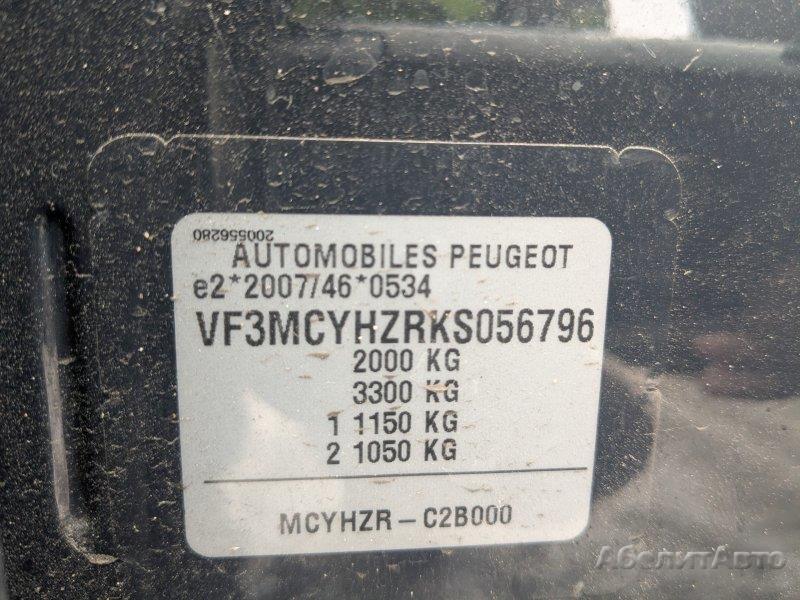 200556280
AUTOMOBILES PEUGEOT
e2*2007/46*0534
VF3MCYHZRKS056796
2000 KG
3300 KG
1 1150 KG
2 1050 KG
MCYHZR – C2B000
АбелитАвто